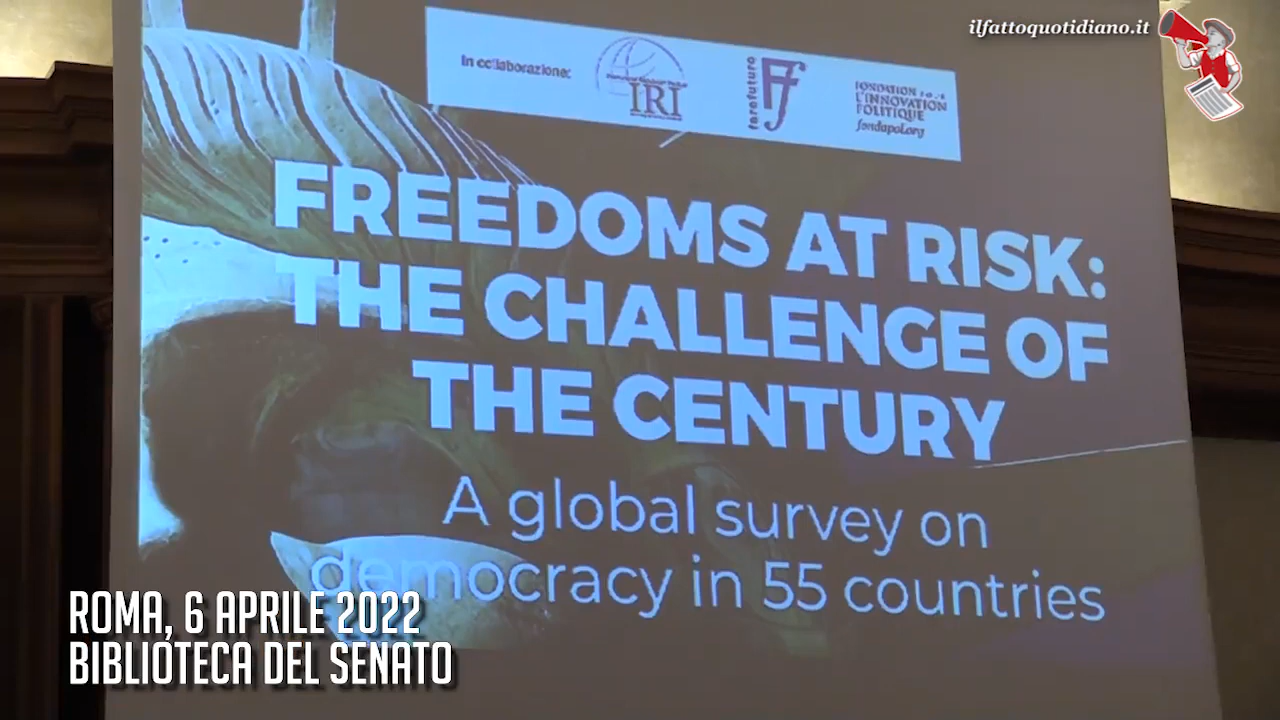 ilfattoquotidiano.it
In collaborazione:
IRI
farefuturo
FONDATION POUR
L'INNOVATION
POLITIQUE
fondapol.org
FREEDOMS AT RISK:
THE CHALLENGE OF
THE CENTURY
A global survey on
democracy in 55 countries
ROMA, 6 APRILE 2022
BIBLIOTECA DEL SENATO